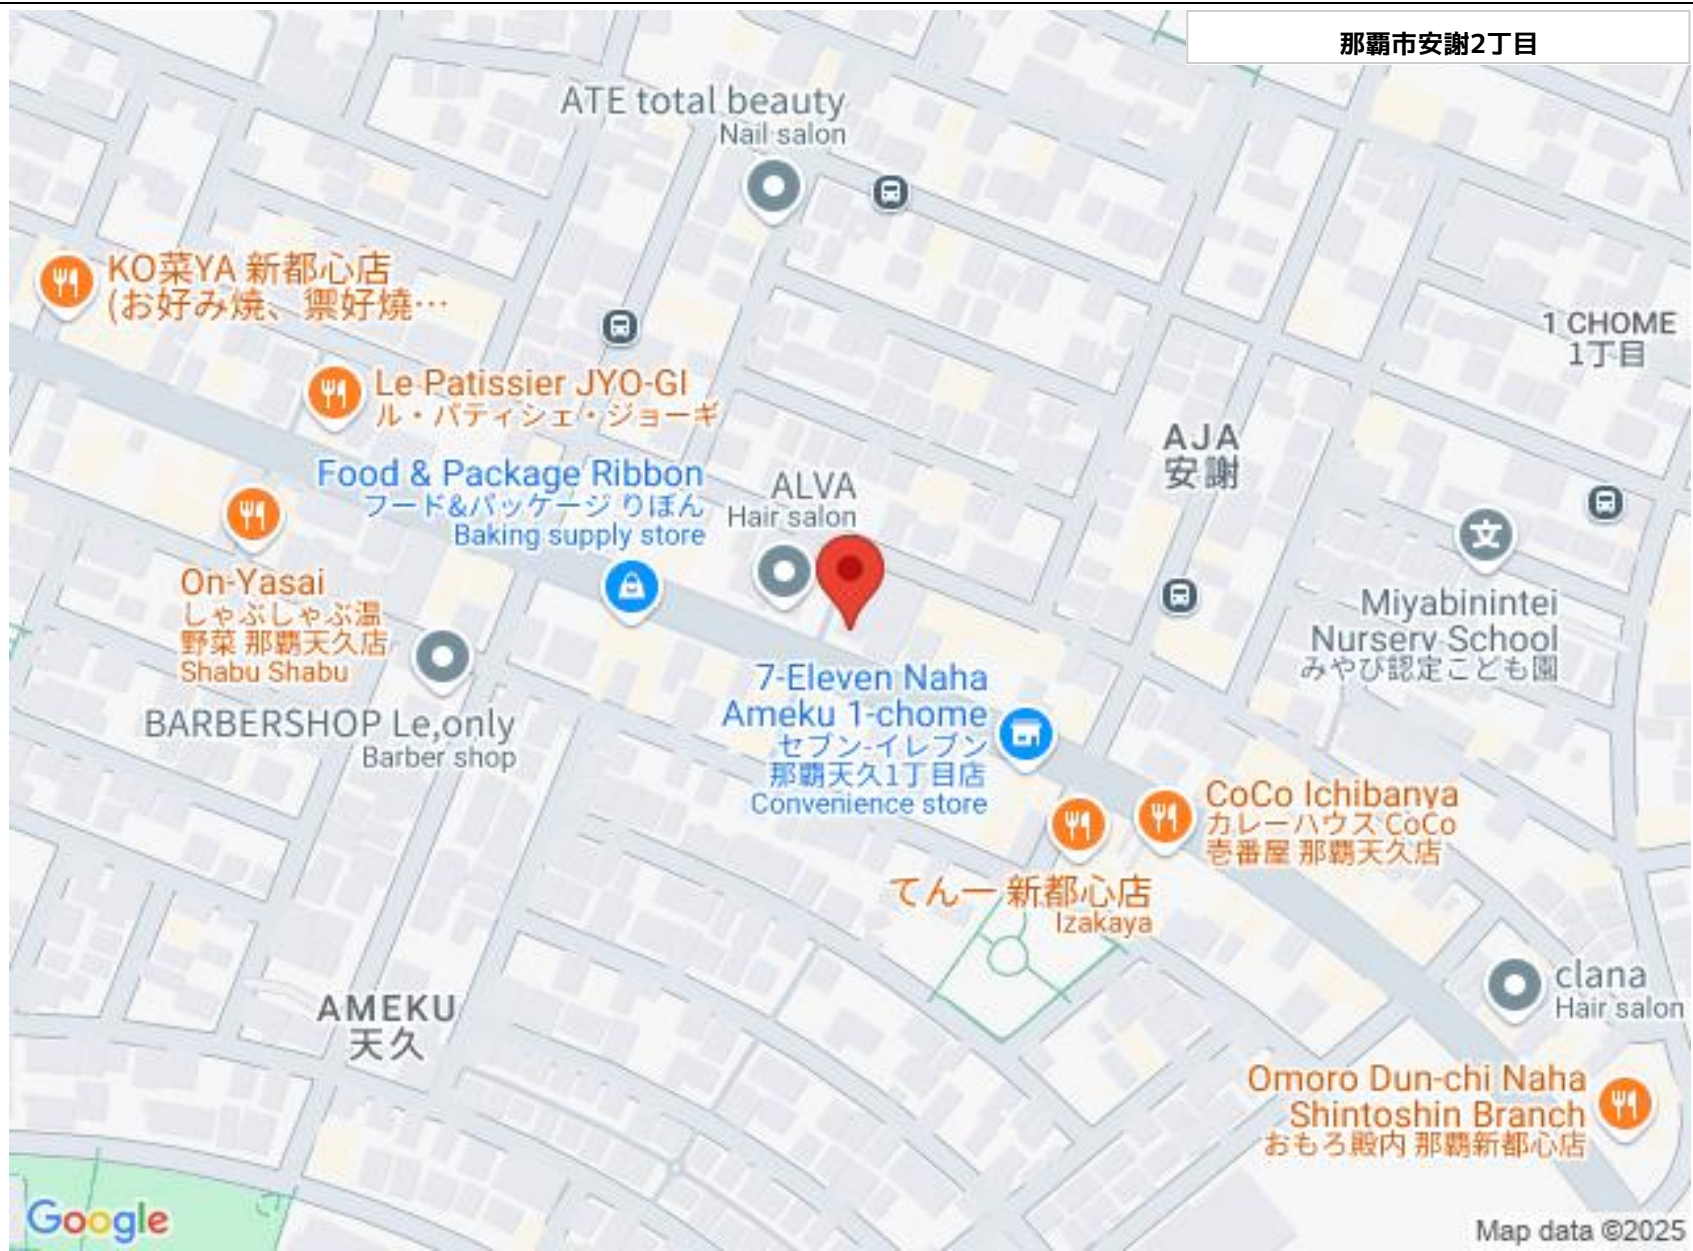 那覇市安謝2丁目
ATE total beauty
Nail salon
KO菜YA 新都心店
(お好み焼、禦好燒…
1 CHOME
1丁目
Le Patissier JYO-GI
ル・パティシェ・ジョーギ
AJA
安謝
Food & Package Ribbon
フード&パッケージ りぼん
Baking supply store
ALVA
Hair salon
On-Yasai
しゃぶしゃぶ温
野菜 那覇天久店
Shabu Shabu
Miyabinintei
Nursery School
みやび認定こども園
7-Eleven Naha
Ameku 1-chome
セブン-イレブン
那覇天久1丁目店
Convenience store
BARBERSHOP Le,only
Barber shop
CoCo Ichibanya
カレーハウス CoCo
壱番屋 那覇天久店
てん一 新都心店
Izakaya
clana
Hair salon
AMEKU
天久
Omoro Dun-chi Naha
Shintoshin Branch
おもろ殿内 那覇新都心店
Google
Map data ©2025